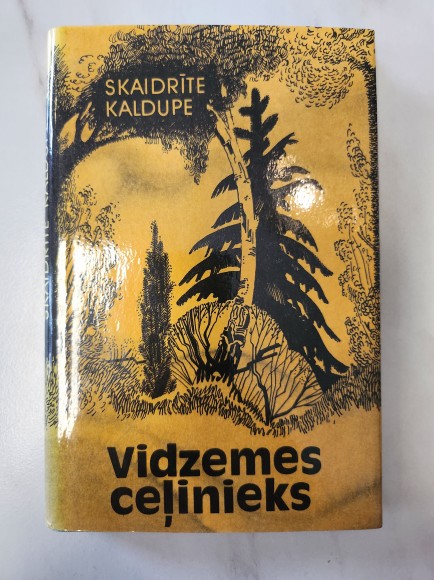 SKAIDRĪTE
KALDUPE
Vidzemes
ceļinieks